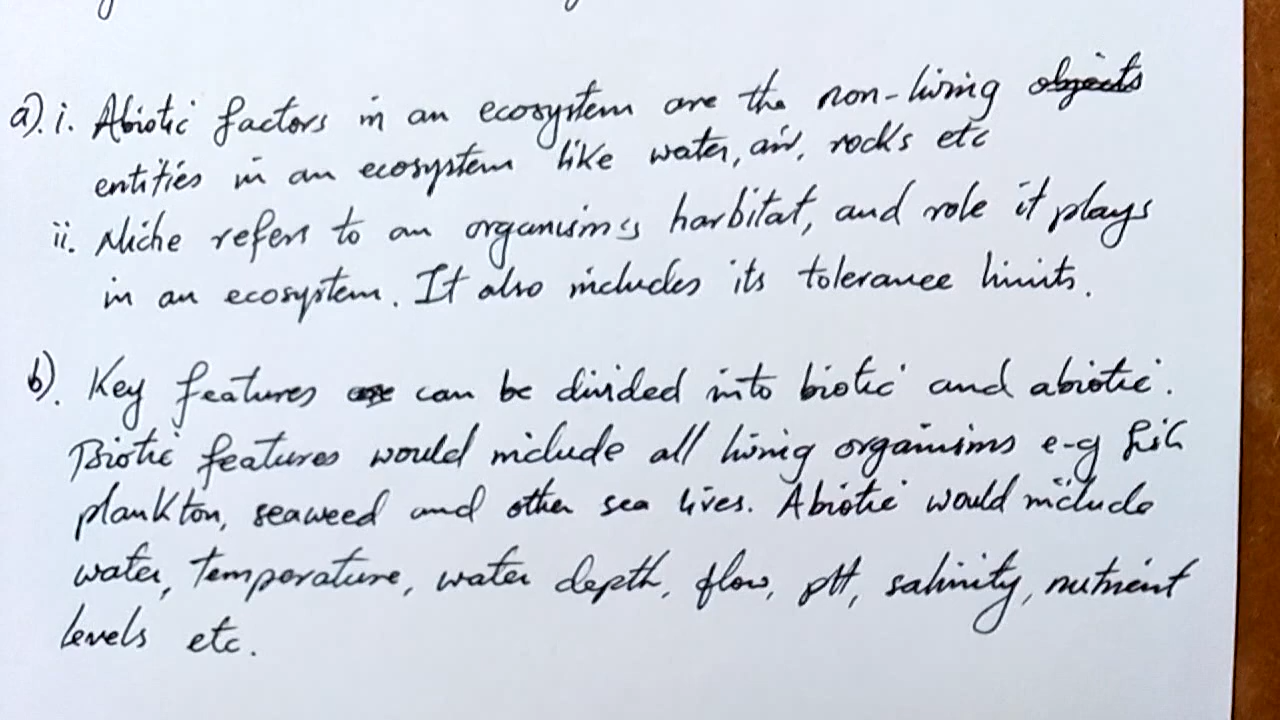 a). i. Abiotic factors in an ecosystem are the non-living objects
entities in an ecosystem like water, air, rocks etc
ii. Niche refers to an organism's harbitat, and role it plays
in an ecosystem. It also includes its tolerance limits.
b). Key features can be divided into biotic and abiotic.
Biotic features would include all living organisms e-g fish
plankton, seaweed and other sea lives. Abiotic would include
water, temperature, water depth, flow, pH, salinity, nutrient
levels etc.